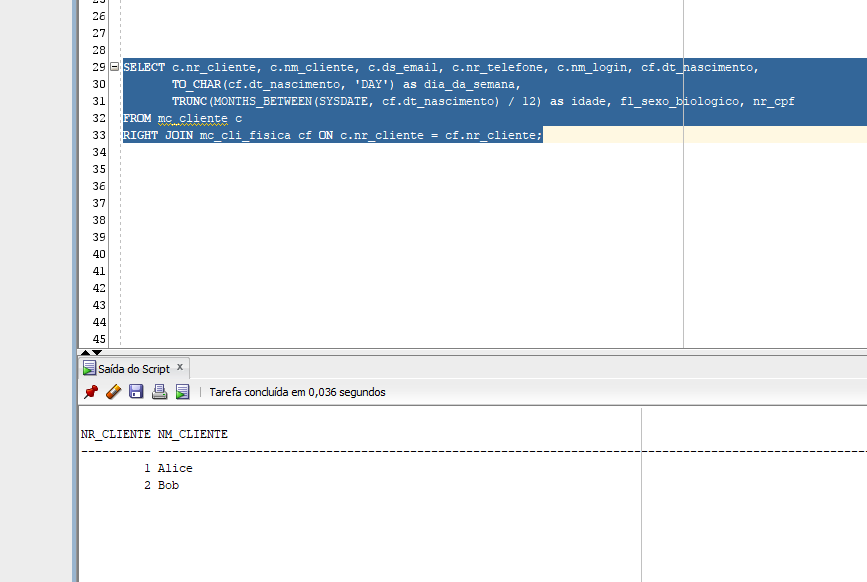 25
26
27
28
29 SELECT c.nr_cliente, c.nm_cliente, c.ds_email, c.nr_telefone, c.nm_login, cf.dt_nascimento,
30 TO_CHAR(cf.dt_nascimento, 'DAY') as dia_da_semana,
31 TRUNC(MONTHS_BETWEEN(SYSDATE, cf.dt_nascimento) / 12) as idade, fl_sexo_biologico, nr_cpf
32 FROM mc_cliente c
33 RIGHT JOIN mc_cli_fisica cf ON c.nr_cliente = cf.nr_cliente;
34
35
36
37
38
39
40
41
42
43
44
45
Saída do Script x
Tarefa concluída em 0,036 segundos
NR_CLIENTE NM_CLIENTE
1 Alice
2 Bob